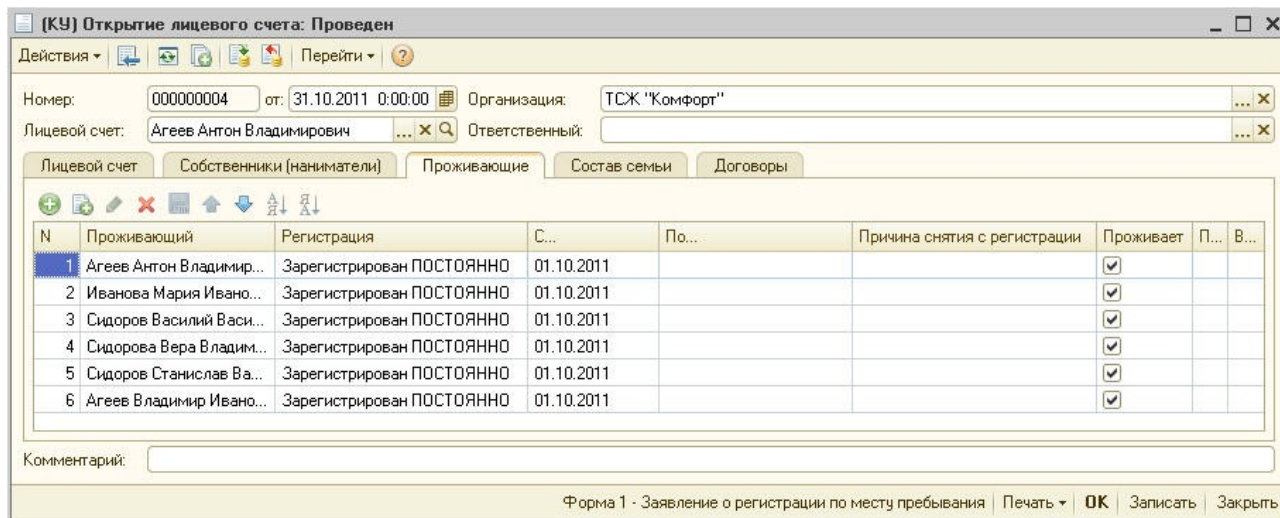 (КУ) Открытие лицевого счета: Проведен
Действия Перейти
Номер: 000000004 от: 31.10.2011 0:00:00 Организация: ТСЖ "Комфорт"
Лицевой счет: Агеев Антон Владимирович ... Ответственный: ...
Лицевой счет Собственники (наниматели) Проживающие Состав семьи Договоры
N Проживающий Регистрация С... По... Причина снятия с регистрации Проживает П... В...
1 Агеев Антон Владимир... Зарегистрирован ПОСТОЯННО 01.10.2011
2 Иванова Мария Ивано... Зарегистрирован ПОСТОЯННО 01.10.2011
3 Сидоров Василий Васи... Зарегистрирован ПОСТОЯННО 01.10.2011
4 Сидорова Вера Владим... Зарегистрирован ПОСТОЯННО 01.10.2011
5 Сидоров Станислав Ва... Зарегистрирован ПОСТОЯННО 01.10.2011
6 Агеев Владимир Ивано... Зарегистрирован ПОСТОЯННО 01.10.2011
Комментарий:
Форма 1 - Заявление о регистрации по месту пребывания Печать OK Записать Закрыть